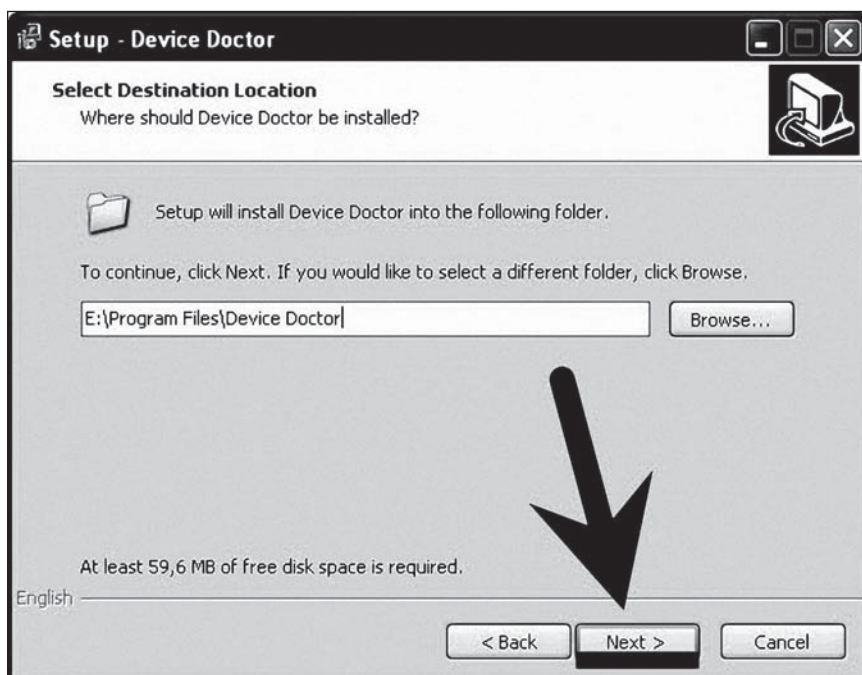 Setup - Device Doctor
Select Destination Location
Where should Device Doctor be installed?
Setup will install Device Doctor into the following folder.
To continue, click Next. If you would like to select a different folder, click Browse.
E:\Program Files\Device Doctor
Browse...
At least 59,6 MB of free disk space is required.
English
< Back
Next >
Cancel